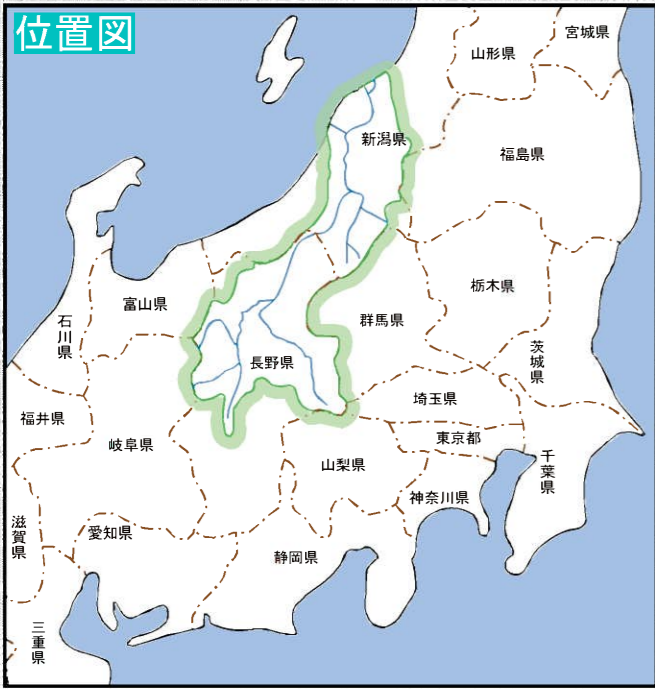 位置図
宮城県
山形県
新潟県
福島県
栃木県
富山県
群馬県
石川県
茨城県
長野県
埼玉県
福井県
東京都
岐阜県
山梨県
千葉県
神奈川県
滋賀県
愛知県
静岡県
三重県